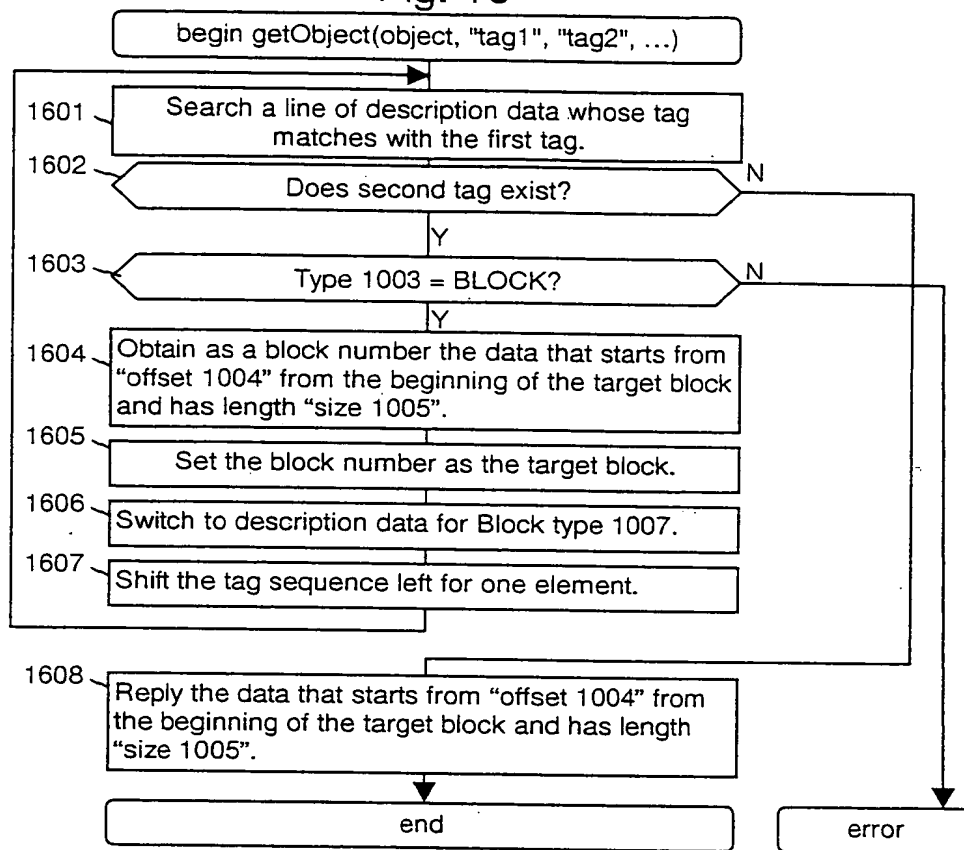 begin getObject(object, "tag1", "tag2", ...)
1601
Search a line of description data whose tag
matches with the first tag.
1602
Does second tag exist?
N
Y
1603
Type 1003 = BLOCK?
N
Y
1604
Obtain as a block number the data that starts from
“offset 1004” from the beginning of the target block
and has length “size 1005”.
1605
Set the block number as the target block.
1606
Switch to description data for Block type 1007.
1607
Shift the tag sequence left for one element.
1608
Reply the data that starts from “offset 1004” from
the beginning of the target block and has length
“size 1005”.
end
error